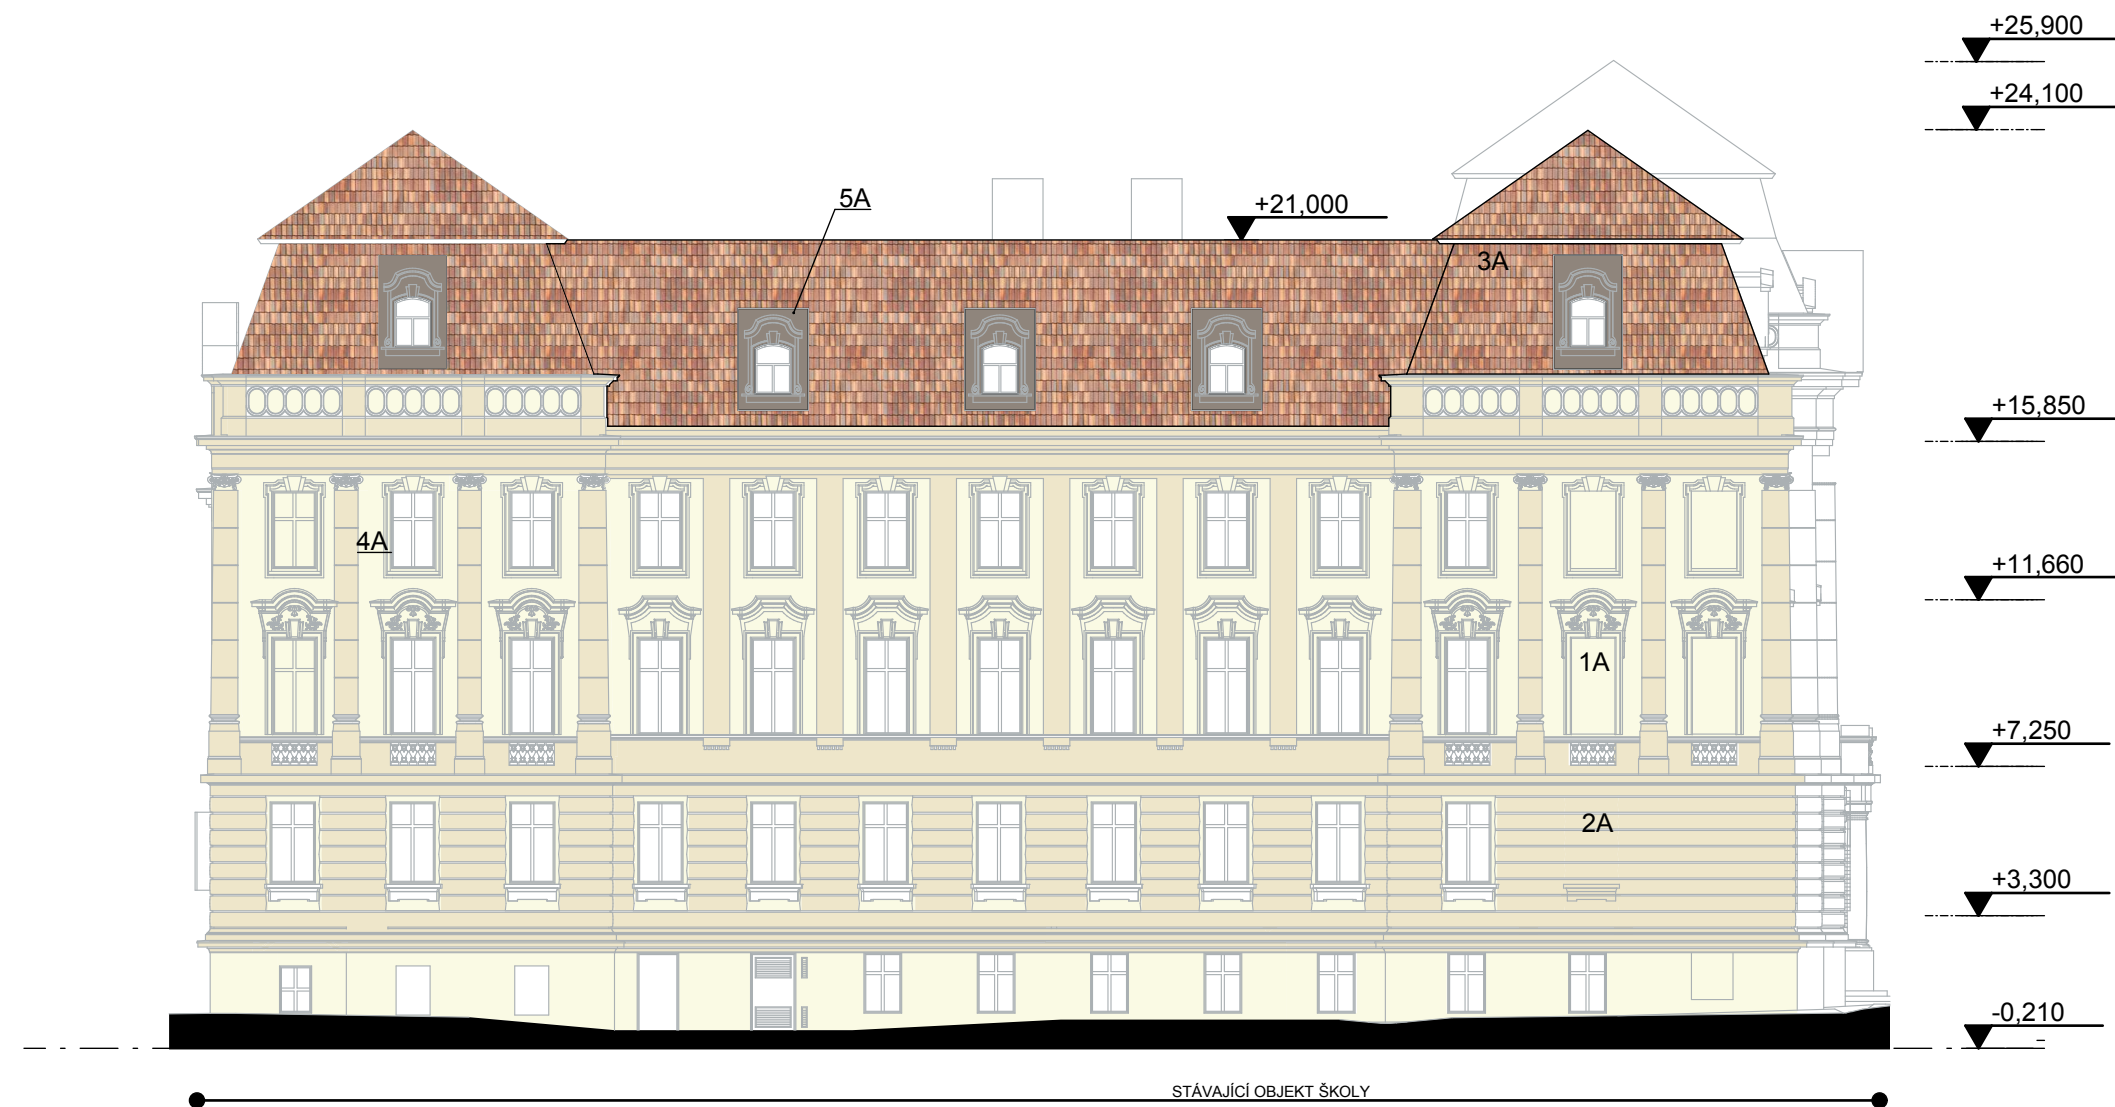 +25,900
+24,100
5A
+21,000
3A
+15,850
4A
+11,660
1A
+7,250
2A
+3,300
-0,210
STÁVAJÍCÍ OBJEKT ŠKOLY